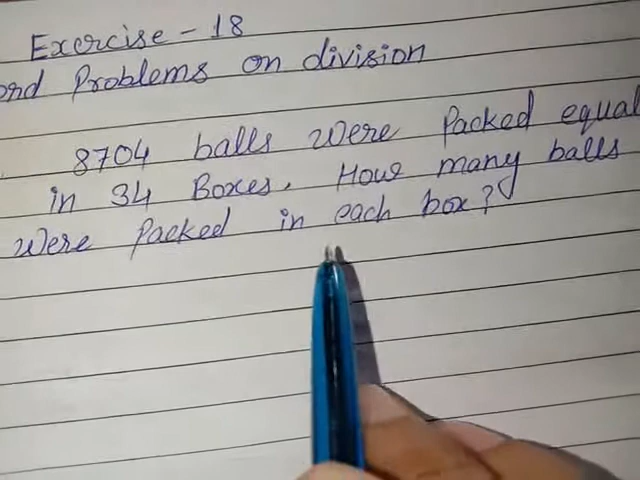 Exercise - 18
ord Problems on division
8704 balls were Packed equal
in 34 Boxes. How many balls
were Packed in each box?